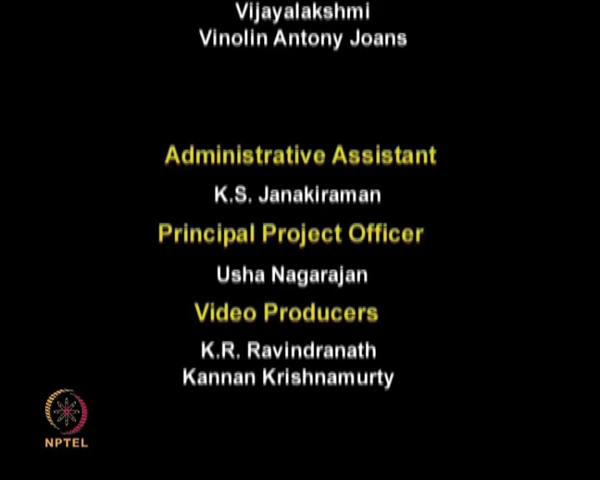 Vijayalakshmi
Vinolin Antony Joans
Administrative Assistant
K.S. Janakiraman
Principal Project Officer
Usha Nagarajan
Video Producers
K.R. Ravindranath
Kannan Krishnamurty
NPTEL